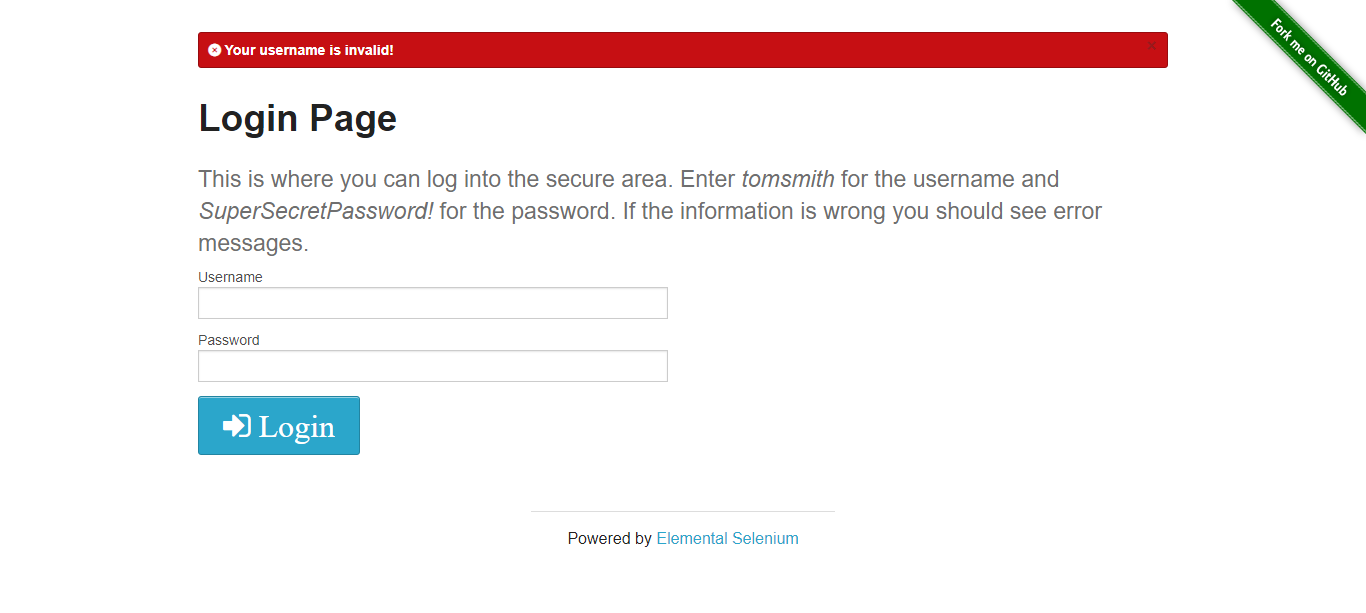 Your username is invalid!
Fork me on GitHub
Login Page
This is where you can log into the secure area. Enter tomsmith for the username and
SuperSecretPassword! for the password. If the information is wrong you should see error
messages.
Username
Password
Login
Powered by Elemental Selenium